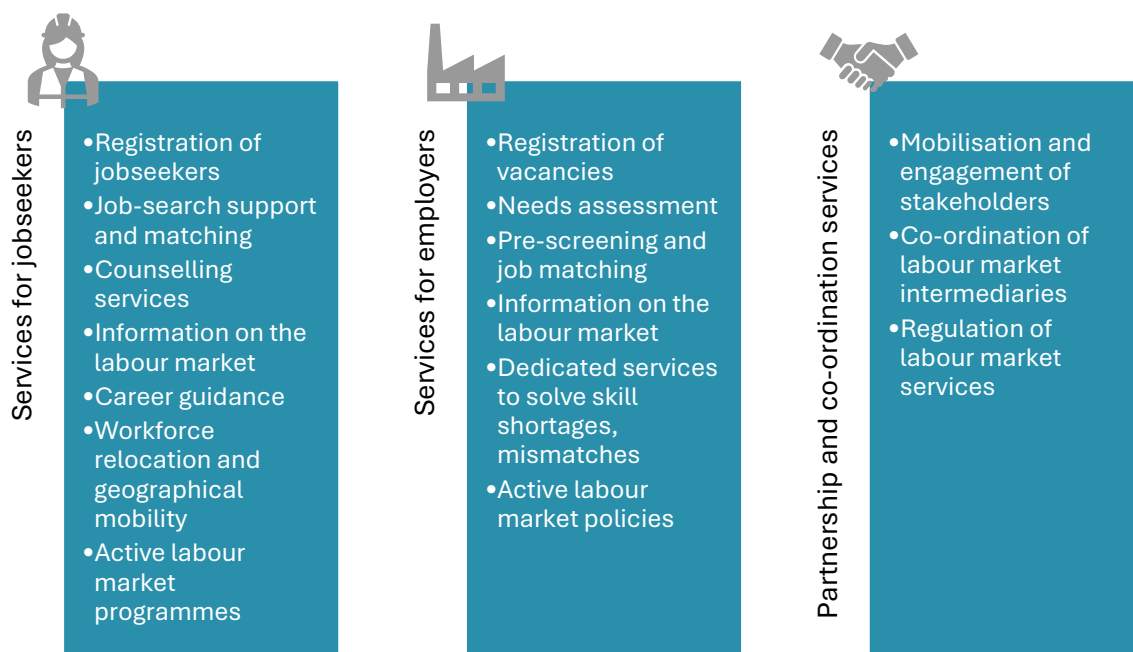 Services for jobseekers
•Registration of
jobseekers
•Job-search support
and matching
•Counselling
services
•Information on the
labour market
•Career guidance
•Workforce
relocation and
geographical
mobility
•Active labour
market
programmes
Services for employers
•Registration of
vacancies
•Needs assessment
•Pre-screening and
job matching
•Information on the
labour market
•Dedicated services
to solve skill
shortages,
mismatches
•Active labour
market policies
Partnership and co-ordination services
•Mobilisation and
engagement of
stakeholders
•Co-ordination of
labour market
intermediaries
•Regulation of
labour market
services